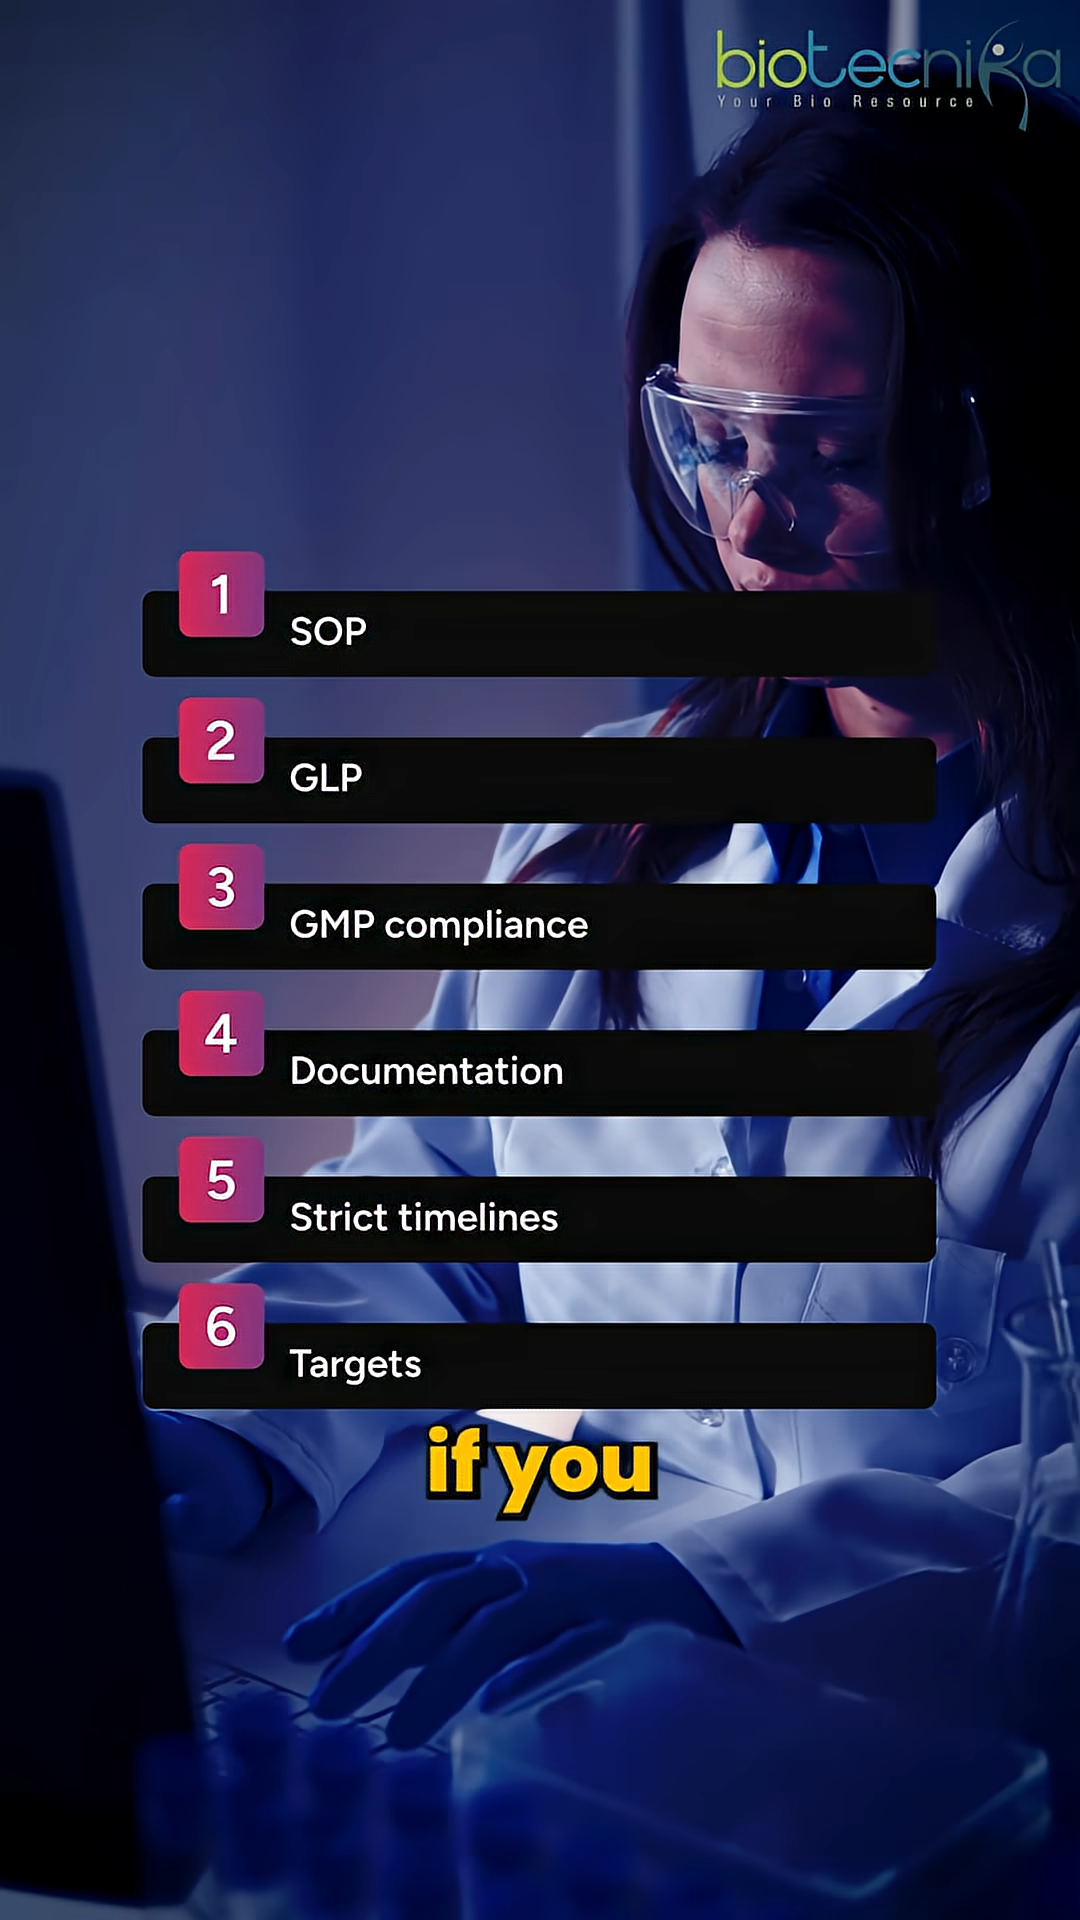 biotecnika
Your Bio Resource
1
SOP
2
GLP
3
GMP compliance
4
Documentation
5
Strict timelines
6
Targets
if you